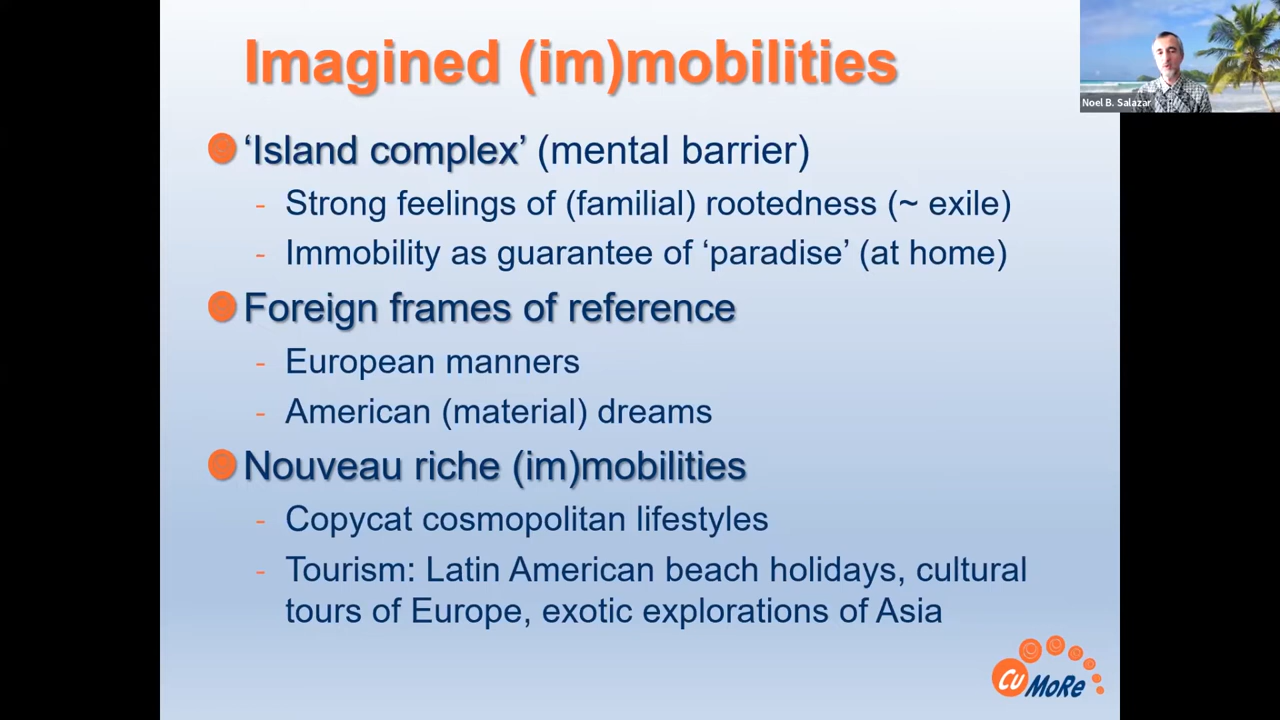 Imagined (im)mobilities
Noel B. Salazar
‘Island complex’ (mental barrier)
- Strong feelings of (familial) rootedness (~ exile)
- Immobility as guarantee of ‘paradise’ (at home)
Foreign frames of reference
- European manners
- American (material) dreams
Nouveau riche (im)mobilities
- Copycat cosmopolitan lifestyles
- Tourism: Latin American beach holidays, cultural
tours of Europe, exotic explorations of Asia
CuMoRe